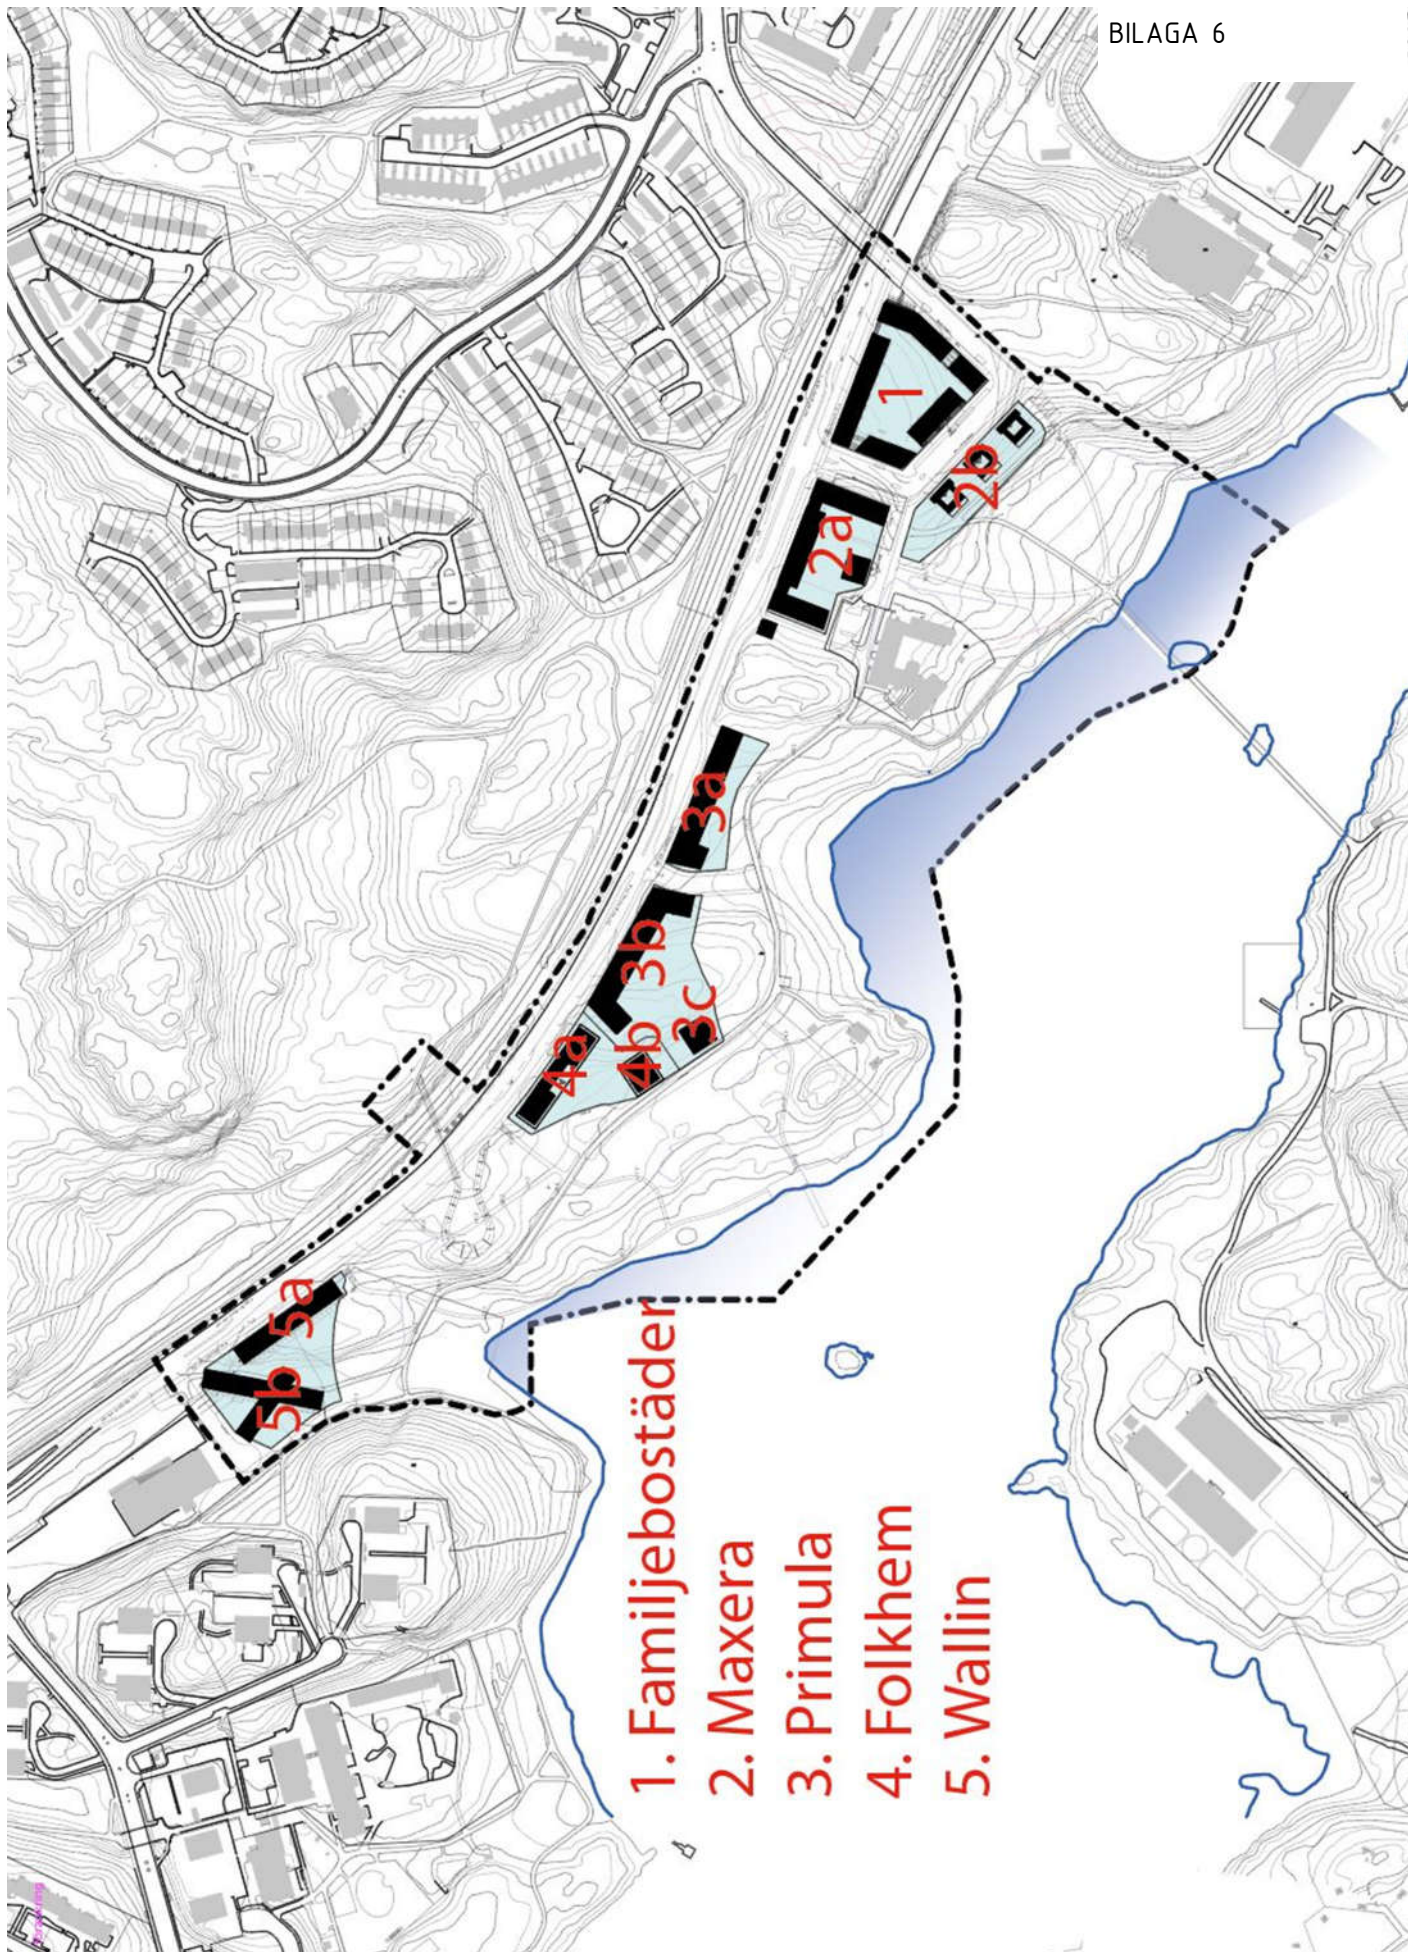 BILAGA 6
1
2a
2b
3a
3b
3c
4a
4b
5a
5b
1. Familjebostäder
2. Maxera
3. Primula
4. Folkhem
5. Wallin